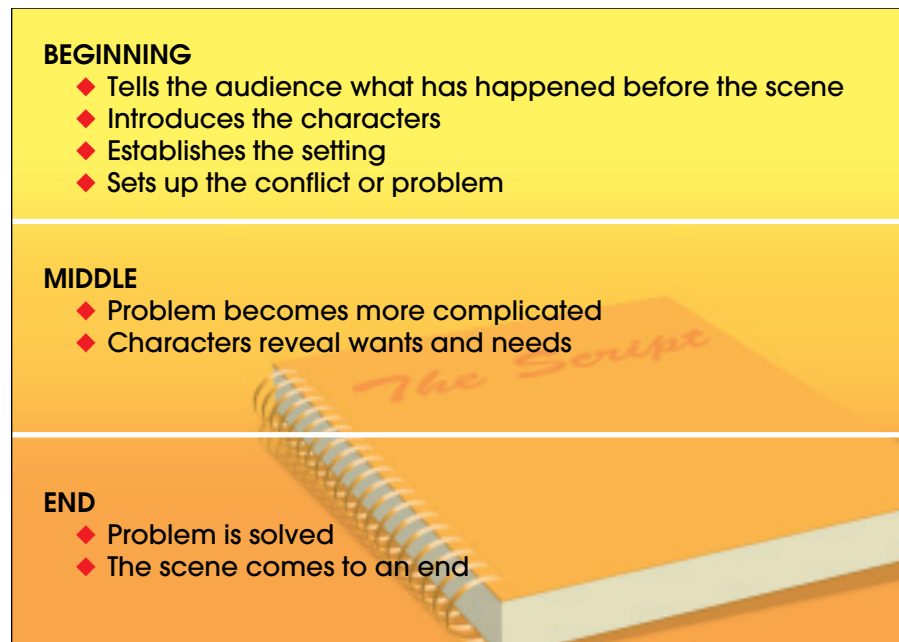 BEGINNING
◆ Tells the audience what has happened before the scene
◆ Introduces the characters
◆ Establishes the setting
◆ Sets up the conflict or problem
MIDDLE
◆ Problem becomes more complicated
◆ Characters reveal wants and needs
The Script
END
◆ Problem is solved
◆ The scene comes to an end